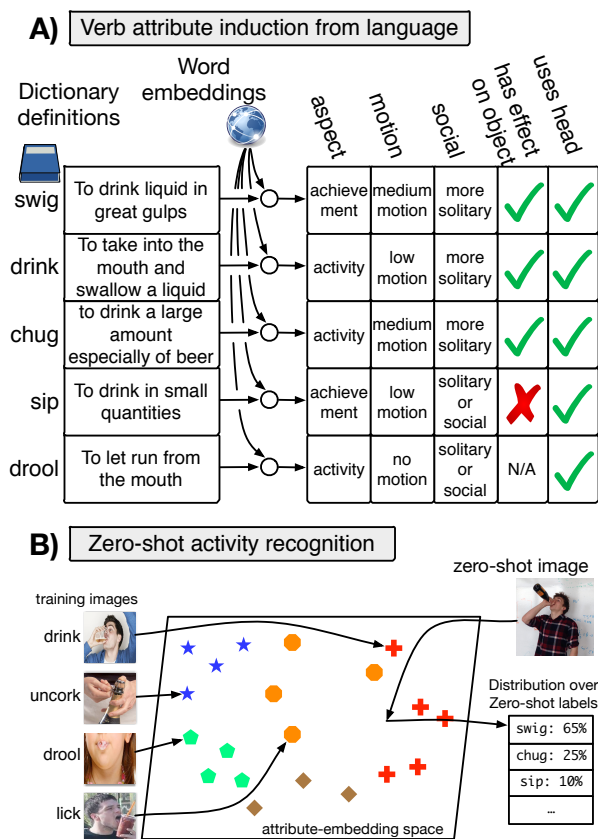 A) Verb attribute induction from language
Dictionary
definitions
Word
embeddings
aspect
motion
social
has effect
on object
uses head
swig
To drink liquid in
great gulps
achieve
ment
medium
motion
more
solitary
drink
To take into the
mouth and
swallow a liquid
activity
low
motion
more
solitary
chug
to drink a large
amount
especially of beer
activity
medium
motion
more
solitary
sip
To drink in small
quantities
achieve
ment
low
motion
solitary
or
social
drool
To let run from
the mouth
activity
no
motion
solitary
or
social
N/A
B) Zero-shot activity recognition
zero-shot image
training images
drink
uncork
drool
lick
attribute-embedding space
Distribution over
Zero-shot labels
swig: 65%
chug: 25%
sip: 10%
…